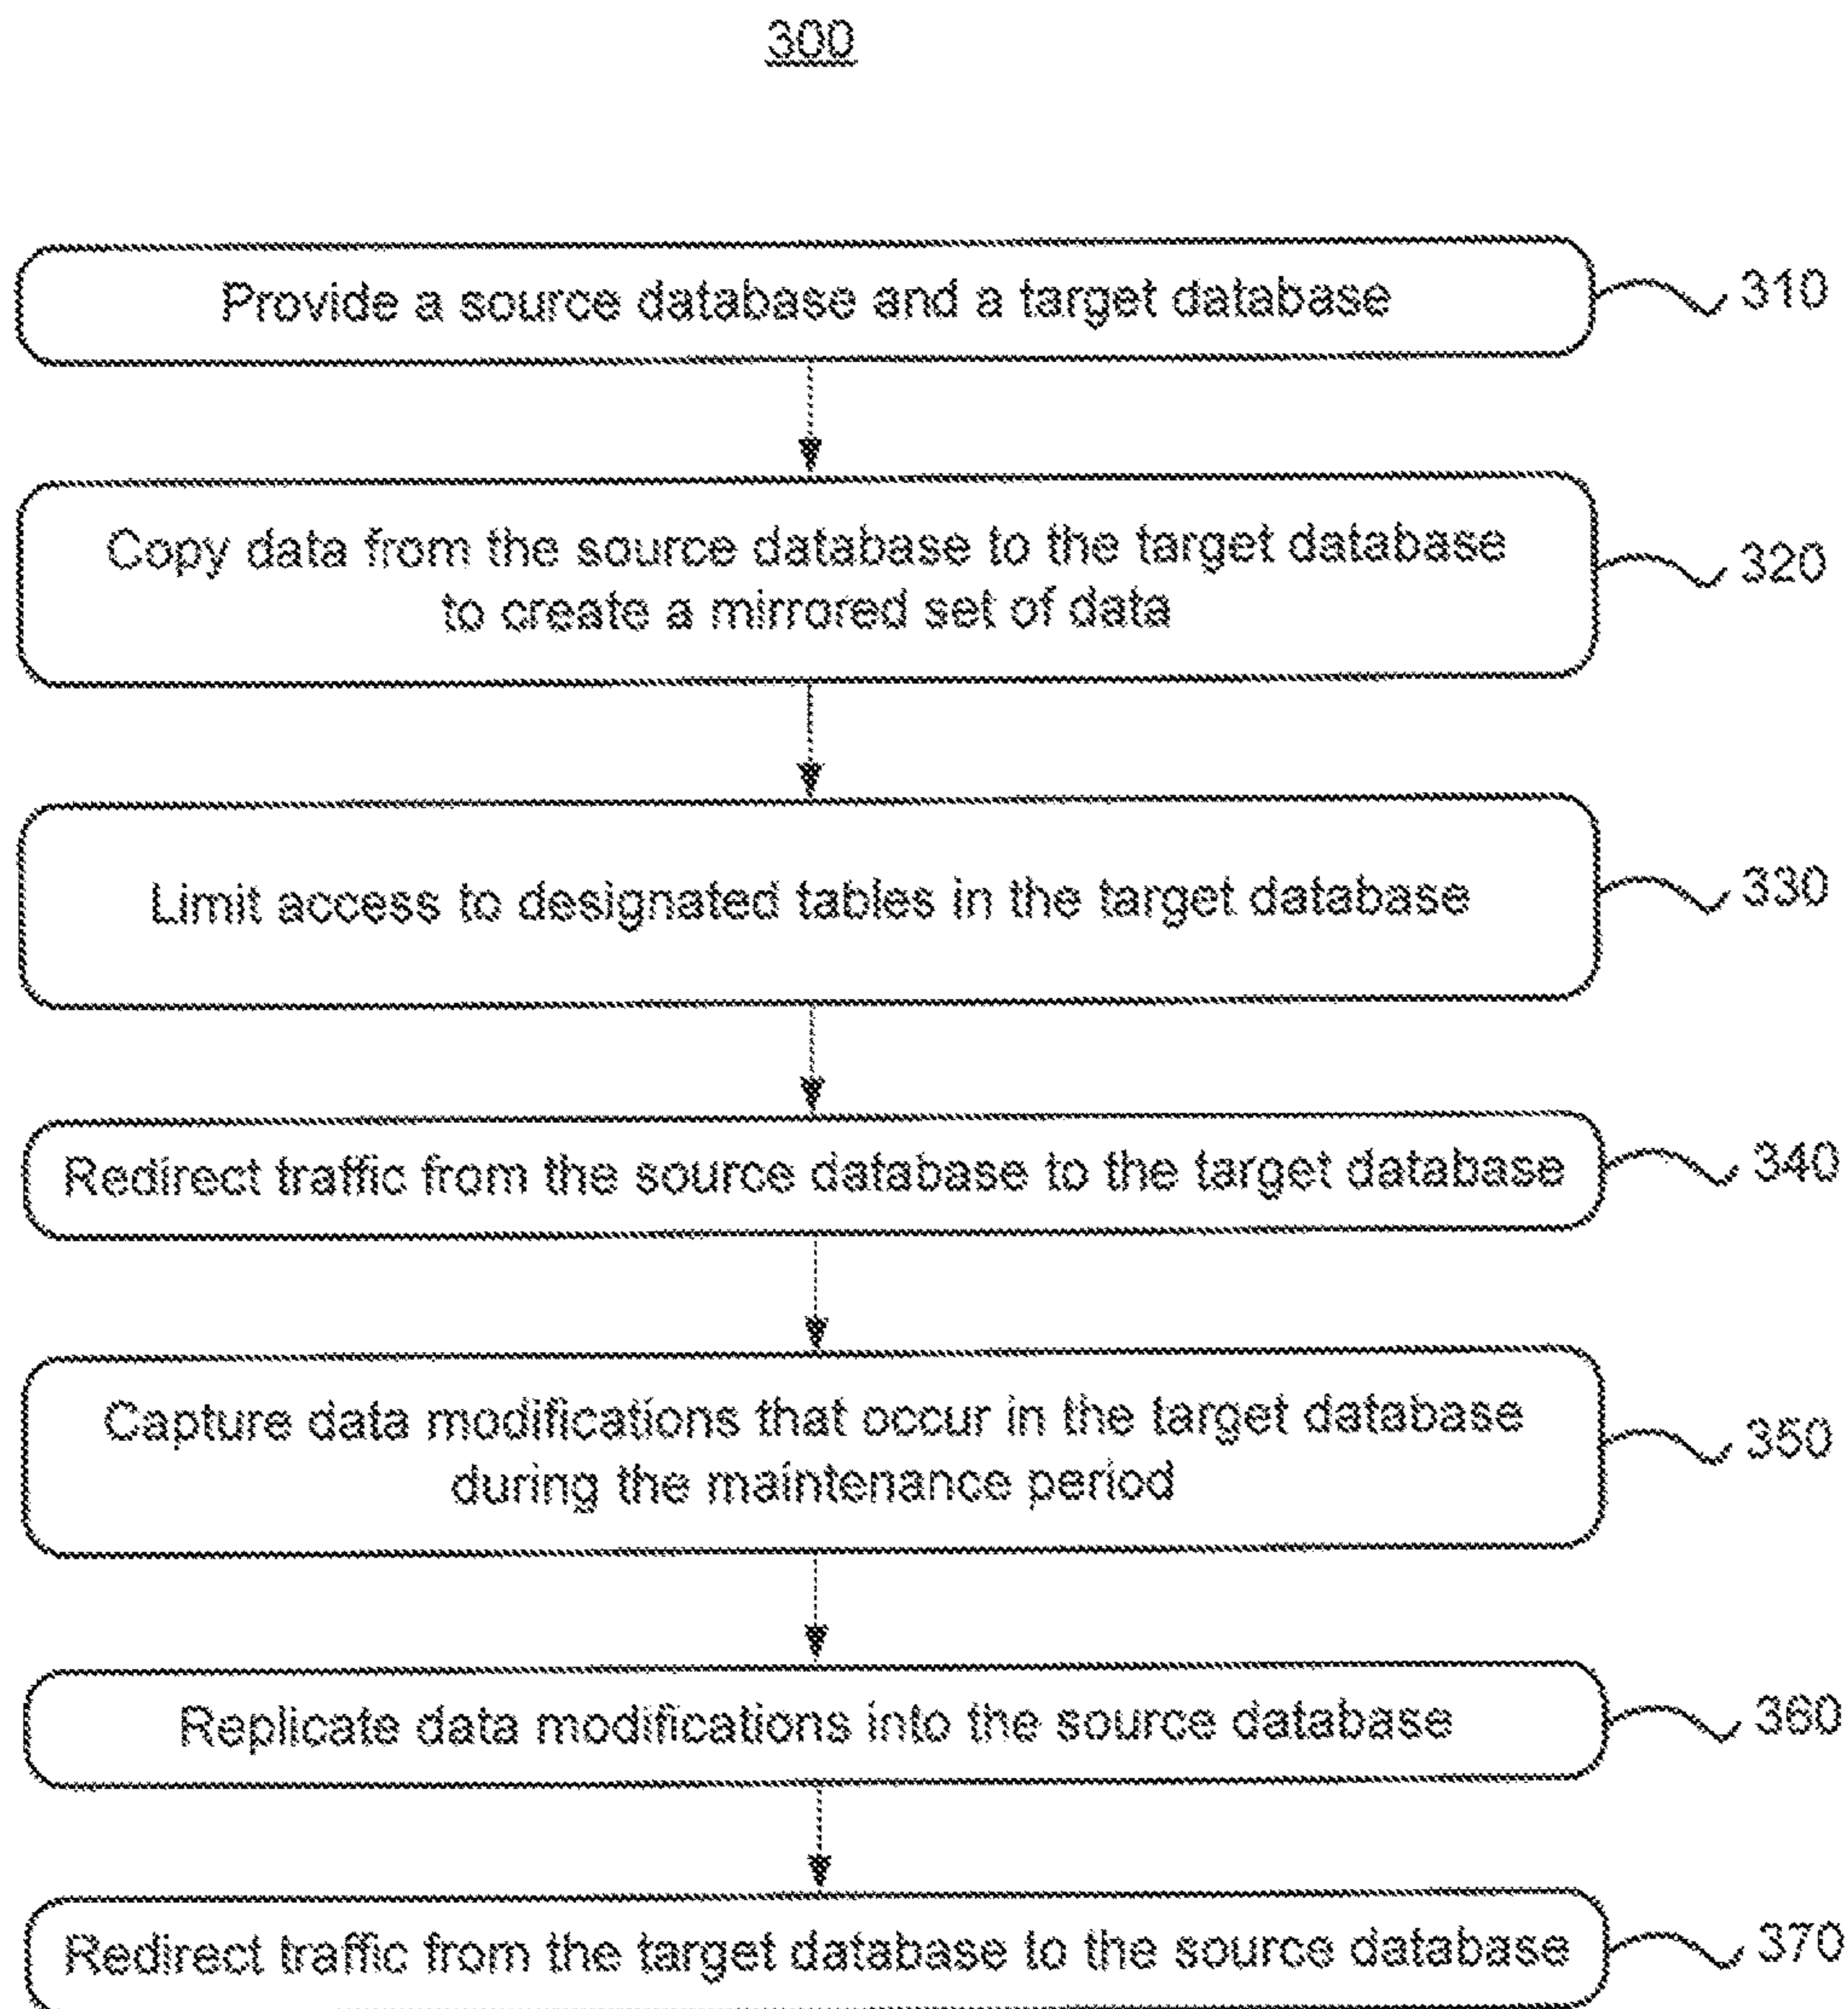 300
Provide a source database and a target database
310
Copy data from the source database to the target database
to create a mirrored set of data
320
Limit access to designated tables in the target database
330
Redirect traffic from the source database to the target database
340
Capture data modifications that occur in the target database
during the maintenance period
350
Replicate data modifications into the source database
360
Redirect traffic from the target database to the source database
370